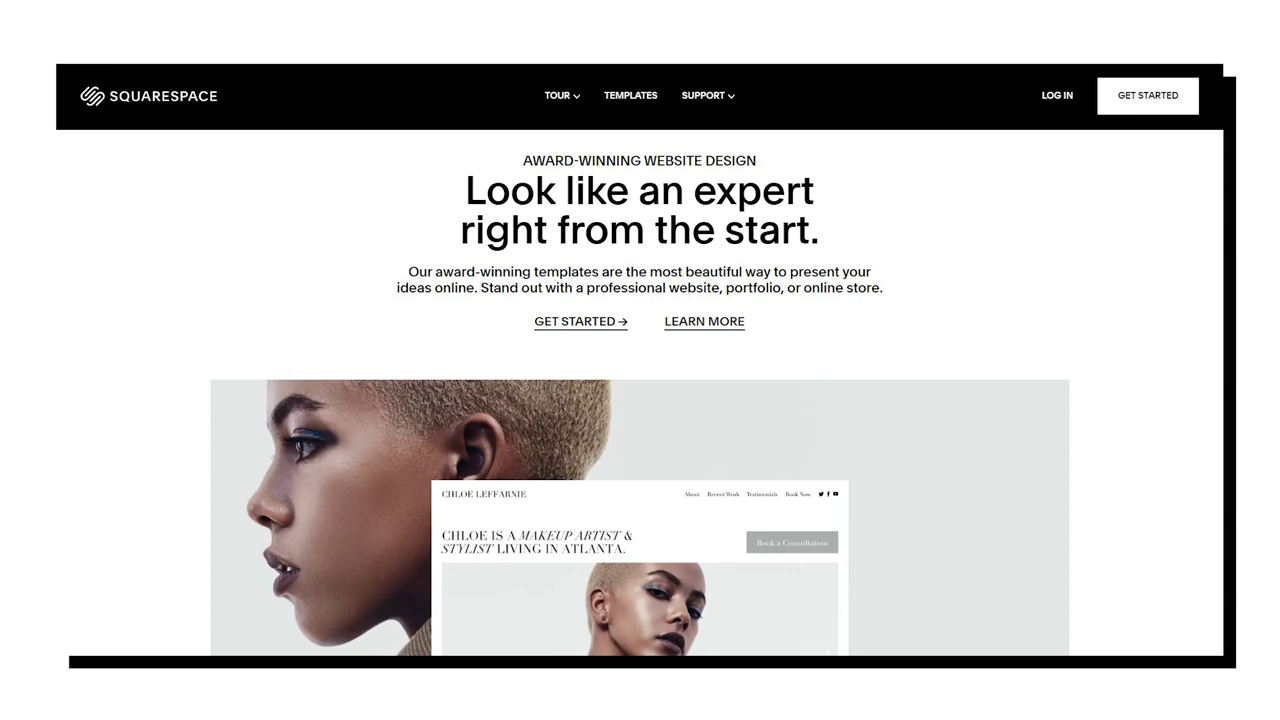 SQUARESPACE
TOUR TEMPLATES SUPPORT
LOG IN GET STARTED
AWARD-WINNING WEBSITE DESIGN
Look like an expert
right from the start.
Our award-winning templates are the most beautiful way to present your
ideas online. Stand out with a professional website, portfolio, or online store.
GET STARTED → LEARN MORE
CHLOE LEFFARNIE About Recent Work Testimonials Book Now
CHLOE IS A MAKEUP ARTIST &
STYLIST LIVING IN ATLANTA.
Book a Consultation